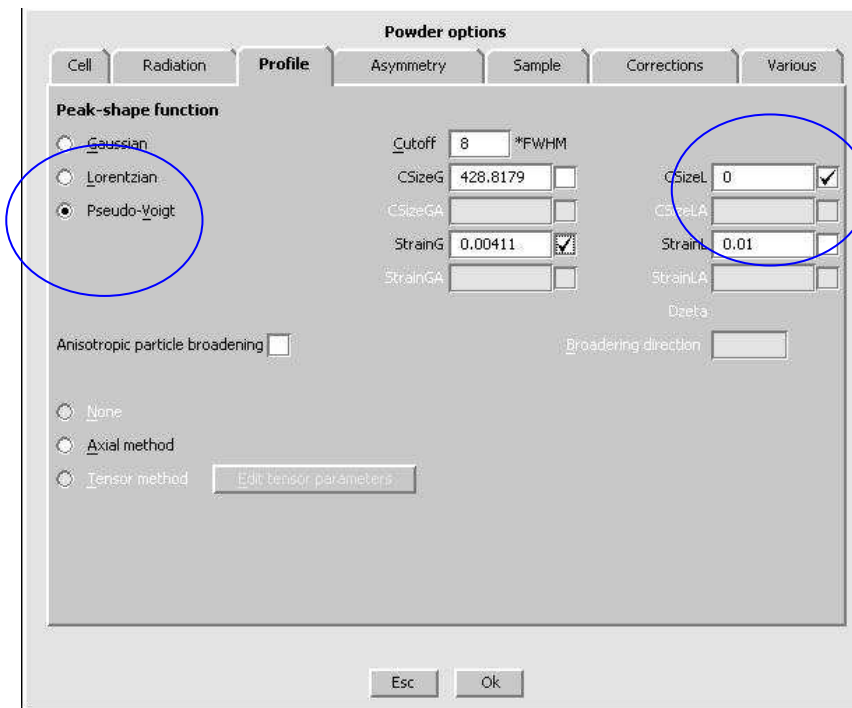 Powder options
Cell Radiation Profile Asymmetry Sample Corrections Various
Peak-shape function
Gaussian Cutoff 8 *FWHM
Lorentzian CSizeG 428.8179 CSizeL 0
Pseudo-Voigt CSizeGA CSizeLA
StrainG 0.00411 StrainL 0.01
StrainGA StrainLA
Dzeta
Anisotropic particle broadening Broadering direction
None
Axial method
Tensor method Edit tensor parameters
Esc Ok